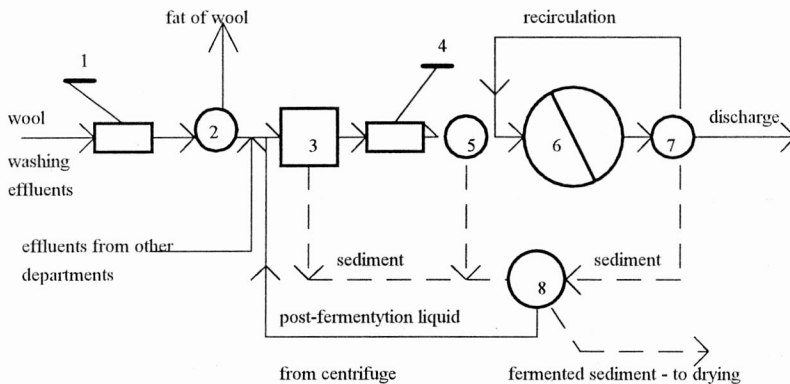 fat of wool
recirculation
1
4
wool
washing
effluents
2
3
5
6
7
discharge
effluents from other
departments
sediment
sediment
8
post-fermentytion liquid
from centrifuge
fermented sediment - to drying